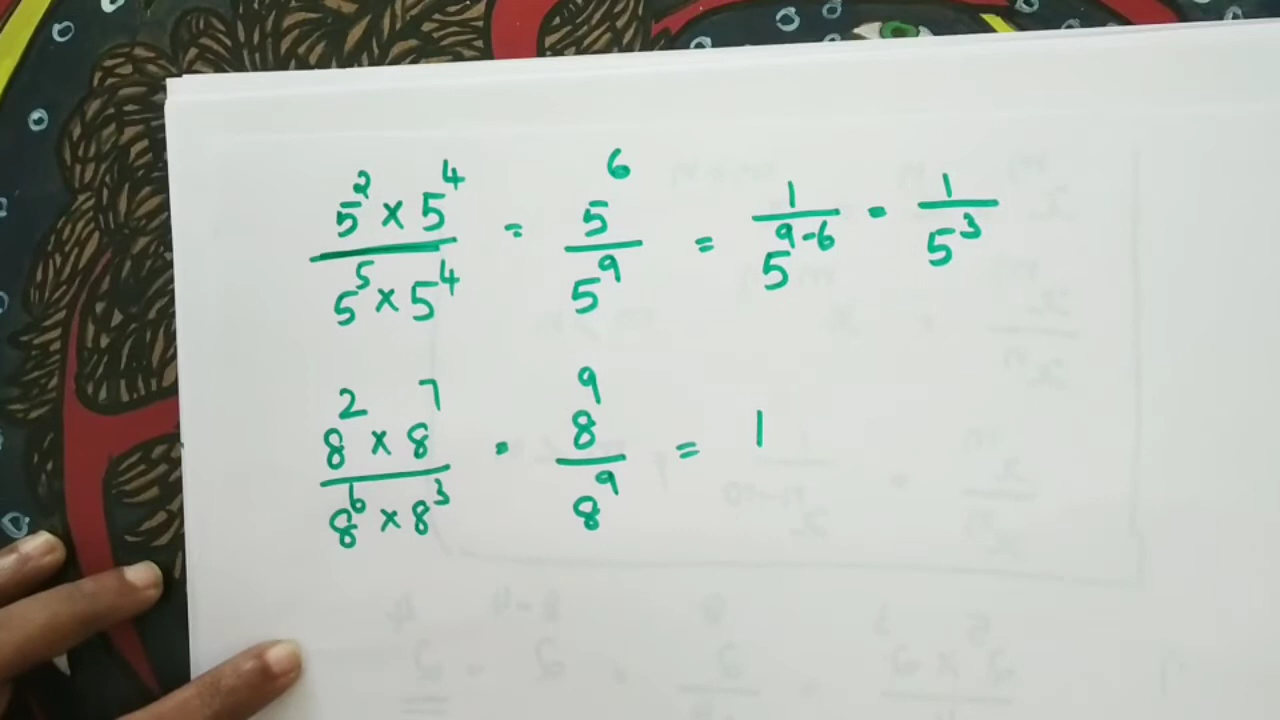 5² × 5⁴ / 5⁵ × 5⁴ = 5⁶ / 5⁹ = 1 / 5⁹⁻⁶ = 1 / 5³
8² × 8⁷ / 8⁶ × 8³ = 8⁹ / 8⁹ = 1